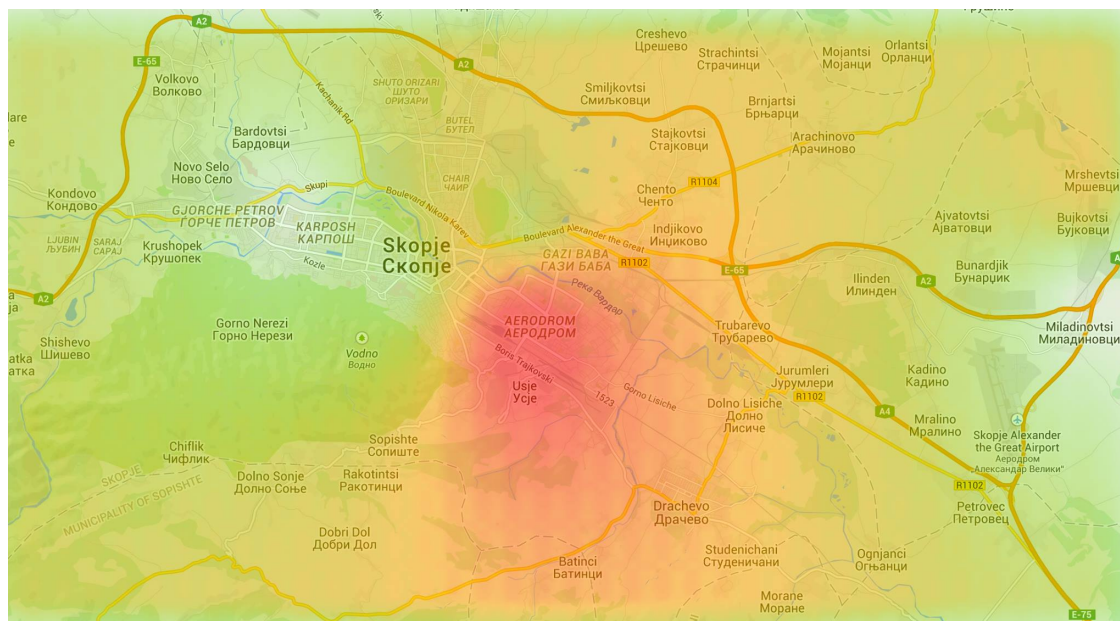 A2
E-65
Volkovo
Волково
Kachanik Rd
SHUTO ORIZARI
ШУТО
ОРИЗАРИ
A2
Creshevo
Црешево
Strachintsi
Страчинци
Mojantsi
Мојанци
Orlantsi
Орланци
Smiljkovtsi
Смиљковци
Brnjartsi
Брњарци
Bardovtsi
Бардовци
BUTEL
БУТЕЛ
Stajkovtsi
Стајковци
Arachinovo
Арачиново
Novo Selo
Ново Село
Skupi
CHAIR
ЧАИР
R1104
Mrshevtsi
Мршевци
Kondovo
Кондово
GJORCHE PETROV
ЃОРЧЕ ПЕТРОВ
KARPOSH
КАРПОШ
Boulevard Nikola Karev
Chento
Ченто
Boulevard Alexander the Great
Indjikovo
Инџиково
Ajvatovtsi
Ајватовци
Bujkovtsi
Бујковци
LJUBIN
ЉУБИН
SARAJ
САРАЈ
Krushopek
Крушопек
Kozle
Skopje
Скопје
GAZI BABA
ГАЗИ БАБА
R1102
E-65
Ilinden
Илинден
A2
Bunardjik
Бунарџик
A2
Река Вардар
Gorno Nerezi
Горно Нерези
AERODROM
АЕРОДРОМ
Trubarevo
Трубарево
Miladinovtsi
Миладиновци
Shishevo
Шишево
Vodno
Водно
Boris Trajkovski
Usje
Усје
1523
Gorno Lisiche
Jurumleri
Јурумлери
R1102
Kadino
Кадино
Dolno Lisiche
Долно
Лисиче
A4
Mralino
Мралино
Skopje Alexander
the Great Airport
Аеродром
"Александар Велики"
Chiflik
Чифлик
Sopishte
Сопиште
SKOPJE
MUNICIPALITY OF SOPISHTE
Dolno Sonje
Долно Соње
Rakotintsi
Ракотинци
R1102
Drachevo
Драчево
Petrovec
Петровец
Dobri Dol
Добри Дол
Batinci
Батинци
Studenichani
Студеничани
Ognjanci
Огњанци
Morane
Моране
E-75